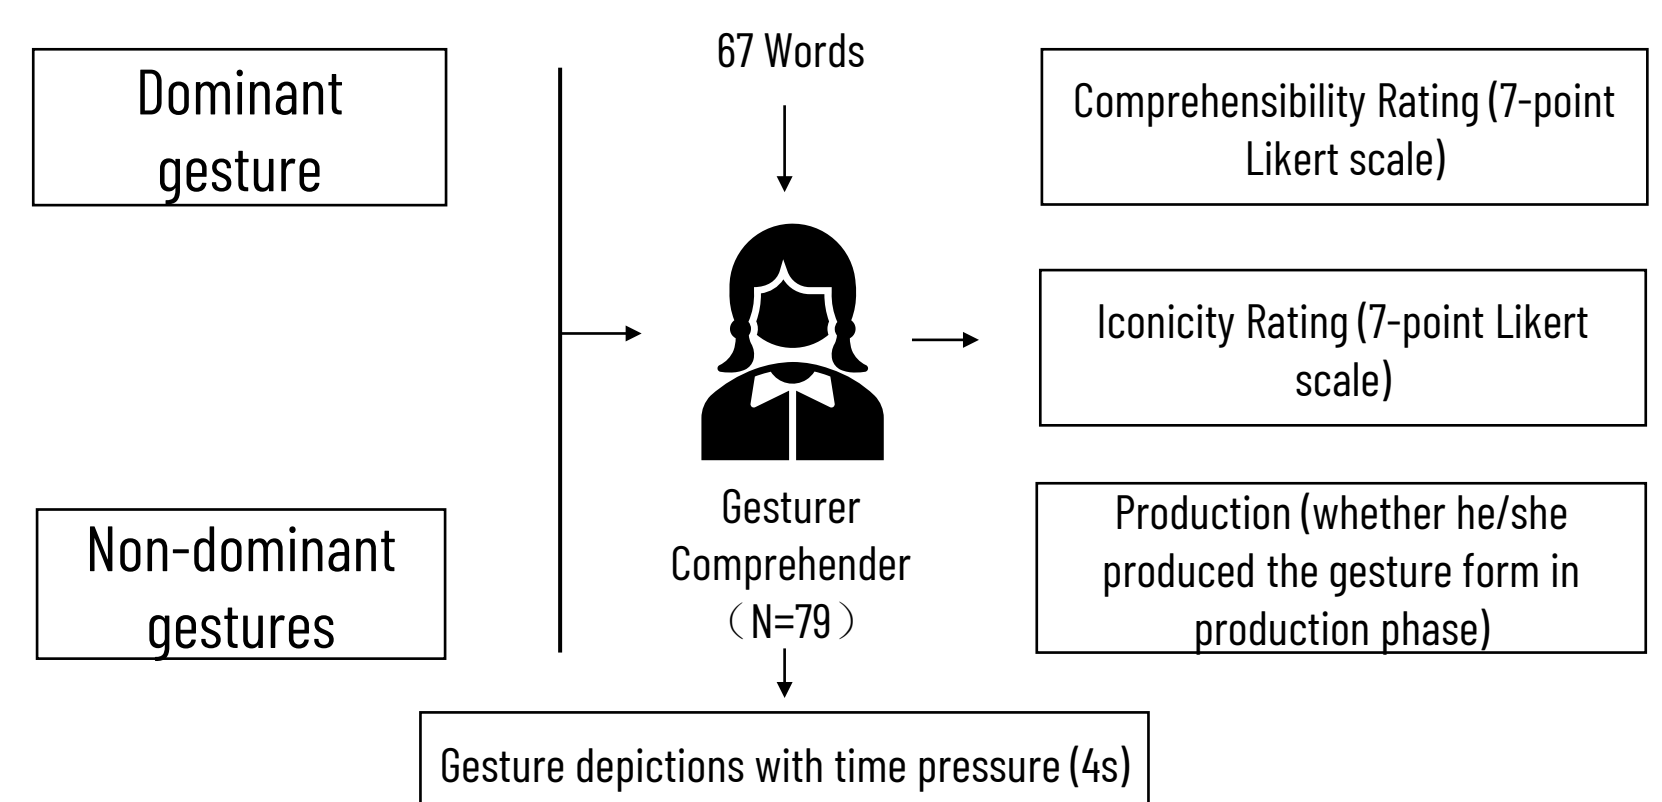 Dominant
gesture
Non-dominant
gestures
67 Words
Gesturer
Comprehender
（N=79）
Gesture depictions with time pressure (4s)
Comprehensibility Rating (7-point
Likert scale)
Iconicity Rating (7-point Likert
scale)
Production (whether he/she
produced the gesture form in
production phase)